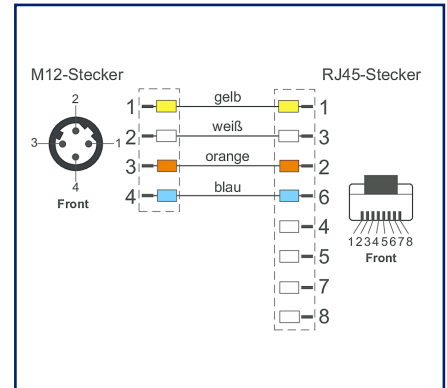 M12-Stecker RJ45-Stecker
2
3 1
4
Front
1 gelb 1
2 weiß 3
3 orange 2
4 blau 6
4
5
7
8
12345678
Front